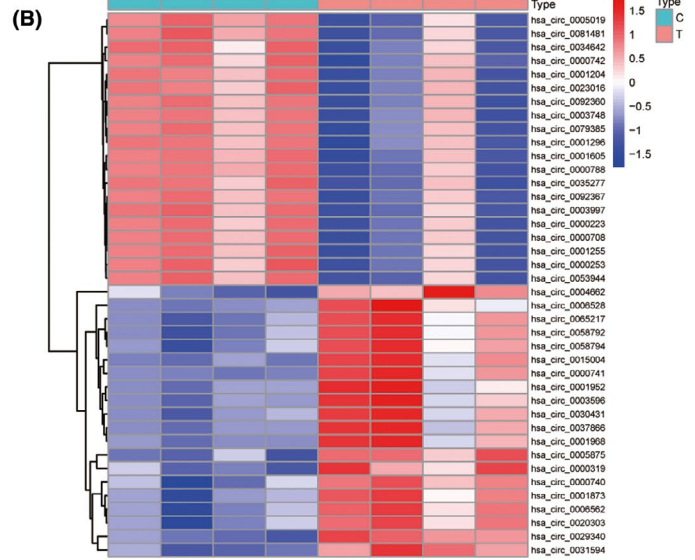 (B)
Type
hsa_circ_0005019
hsa_circ_0081481
hsa_circ_0034642
hsa_circ_0000742
hsa_circ_0001204
hsa_circ_0023016
hsa_circ_0092360
hsa_circ_0003748
hsa_circ_0079385
hsa_circ_0001296
hsa_circ_0001605
hsa_circ_0000788
hsa_circ_0035277
hsa_circ_0092367
hsa_circ_0003997
hsa_circ_0000223
hsa_circ_0000708
hsa_circ_0001255
hsa_circ_0000253
hsa_circ_0053944
hsa_circ_0004662
hsa_circ_0006528
hsa_circ_0065217
hsa_circ_0058792
hsa_circ_0058794
hsa_circ_0015004
hsa_circ_0000741
hsa_circ_0001952
hsa_circ_0003596
hsa_circ_0030431
hsa_circ_0037866
hsa_circ_0001968
hsa_circ_0005875
hsa_circ_0000319
hsa_circ_0000740
hsa_circ_0001873
hsa_circ_0006562
hsa_circ_0020303
hsa_circ_0029340
hsa_circ_0031594
1.5
1
0.5
0
−0.5
−1
−1.5
Type
C
T